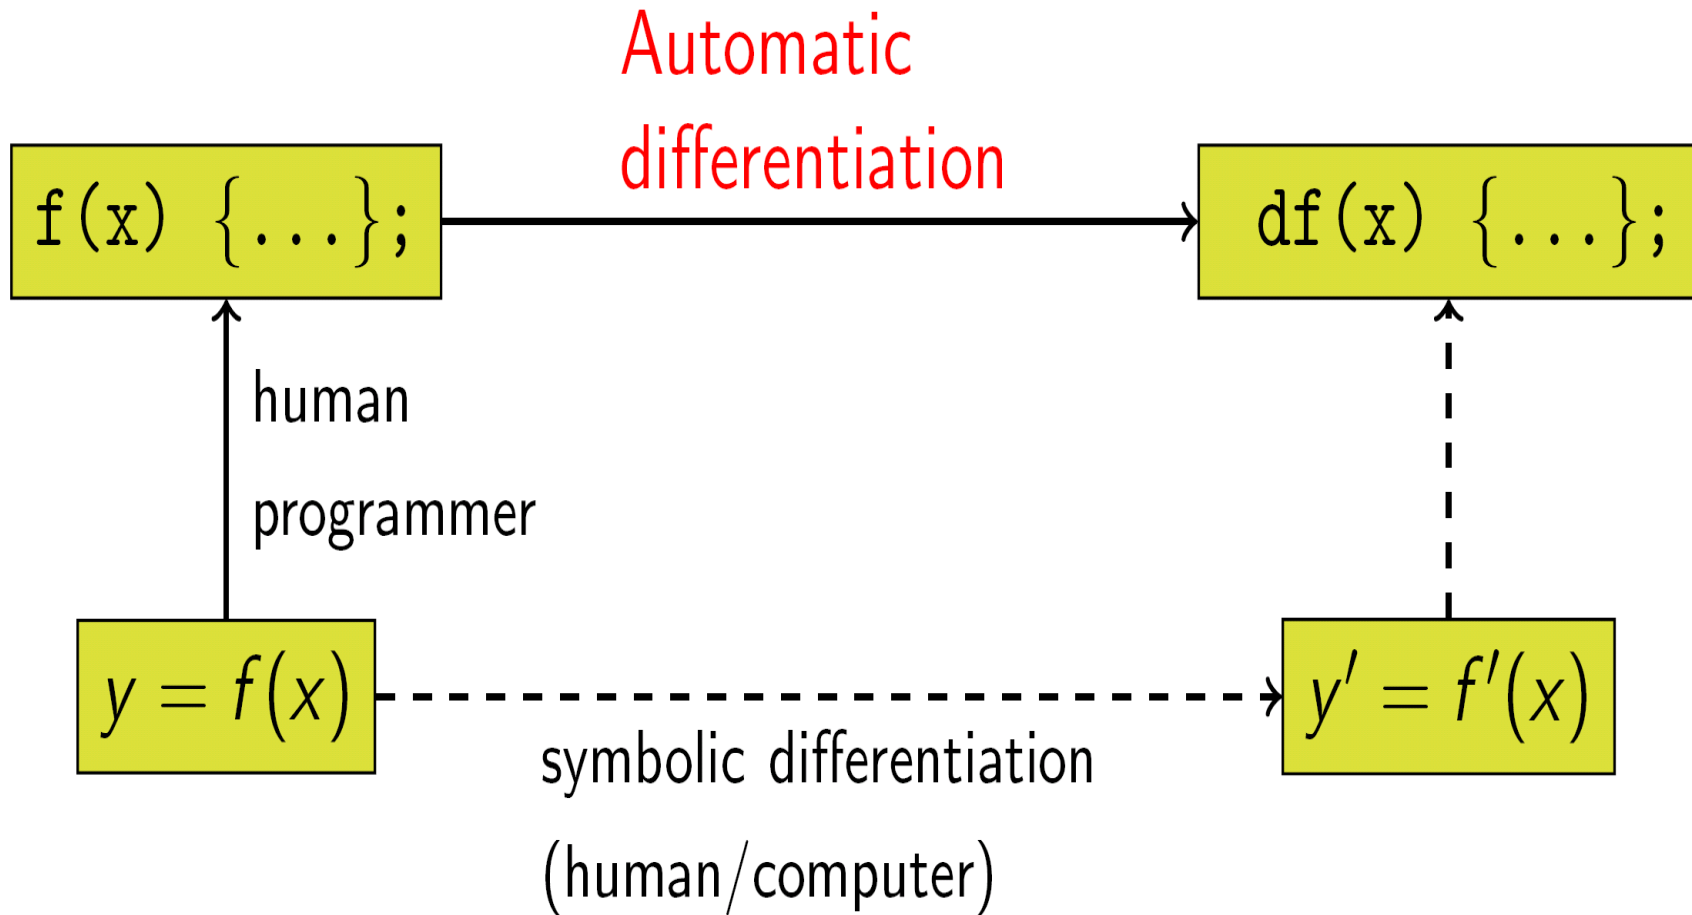 Automatic
differentiation
f(x) {...};
df(x) {...};
human
programmer
y = f(x)
y′ = f′(x)
symbolic differentiation
(human/computer)